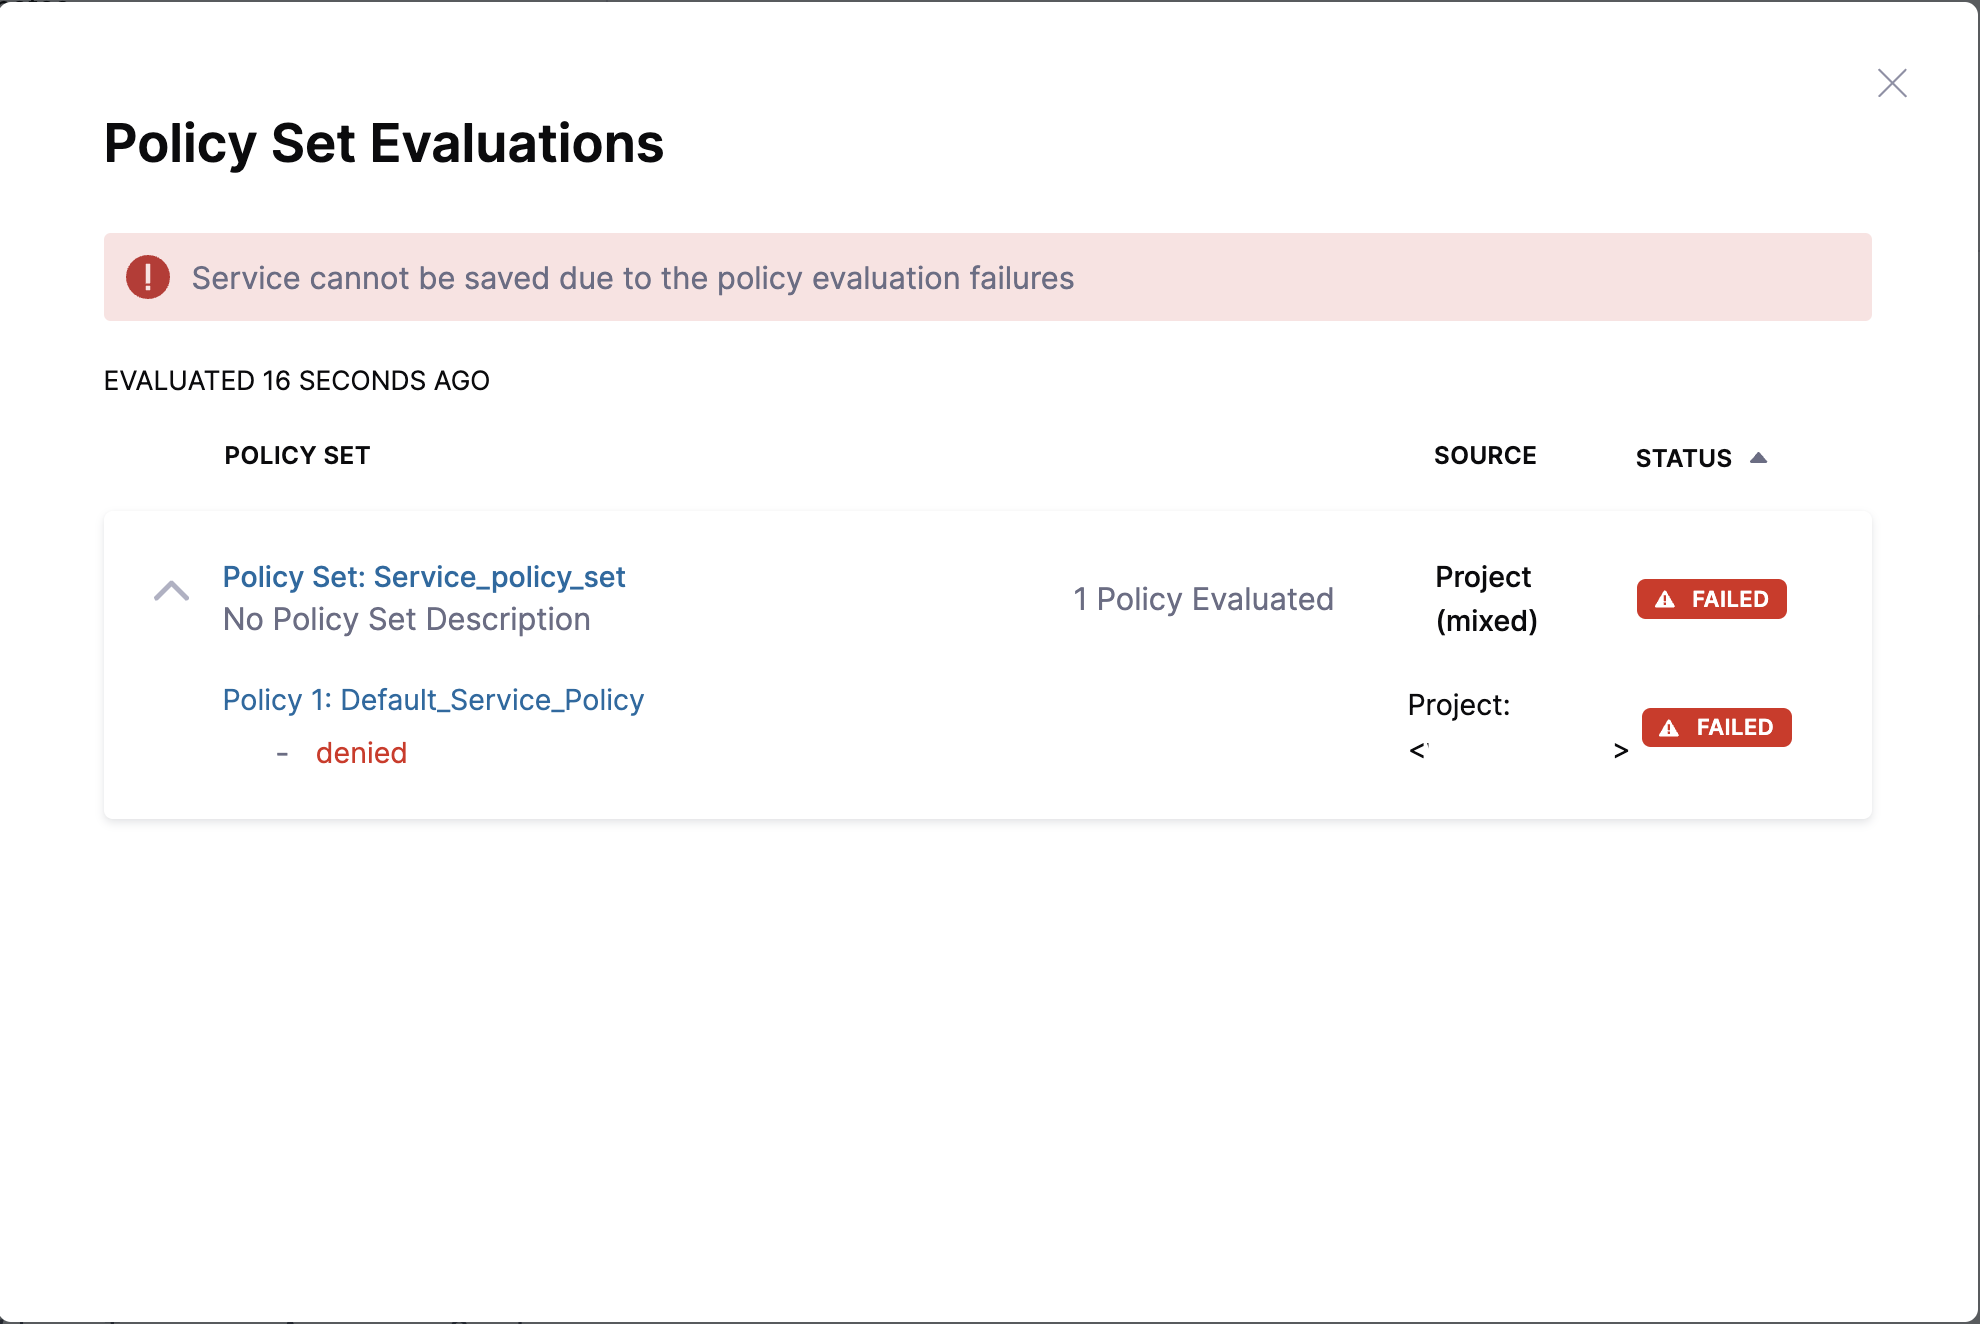 Policy Set Evaluations
Service cannot be saved due to the policy evaluation failures
EVALUATED 16 SECONDS AGO
POLICY SET SOURCE STATUS
Policy Set: Service_policy_set
No Policy Set Description
1 Policy Evaluated
Project
(mixed)
FAILED
Policy 1: Default_Service_Policy
- denied
Project:
< >
FAILED